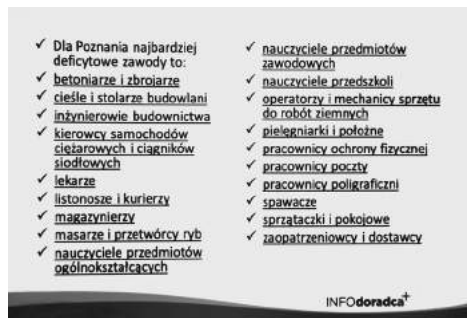 ✓ Dla Poznania najbardziej
deficytowe zawody to:
✓ betoniarze i zbrojarze
✓ cieśle i stolarze budowlani
✓ inżynierowie budownictwa
✓ kierowcy samochodów
ciężarowych i ciągników
siodłowych
✓ lekarze
✓ listonosze i kurierzy
✓ magazynierzy
✓ masarze i przetwórcy ryb
✓ nauczyciele przedmiotów
ogólnokształcących
✓ nauczyciele przedmiotów
zawodowych
✓ nauczyciele przedszkoli
✓ operatorzy i mechanicy sprzętu
do robót ziemnych
✓ pielęgniarki i położne
✓ pracownicy ochrony fizycznej
✓ pracownicy poczty
✓ pracownicy poligraficzni
✓ spawacze
✓ sprzątaczki i pokojowe
✓ zaopatrzeniowcy i dostawcy
INFOdoradca+